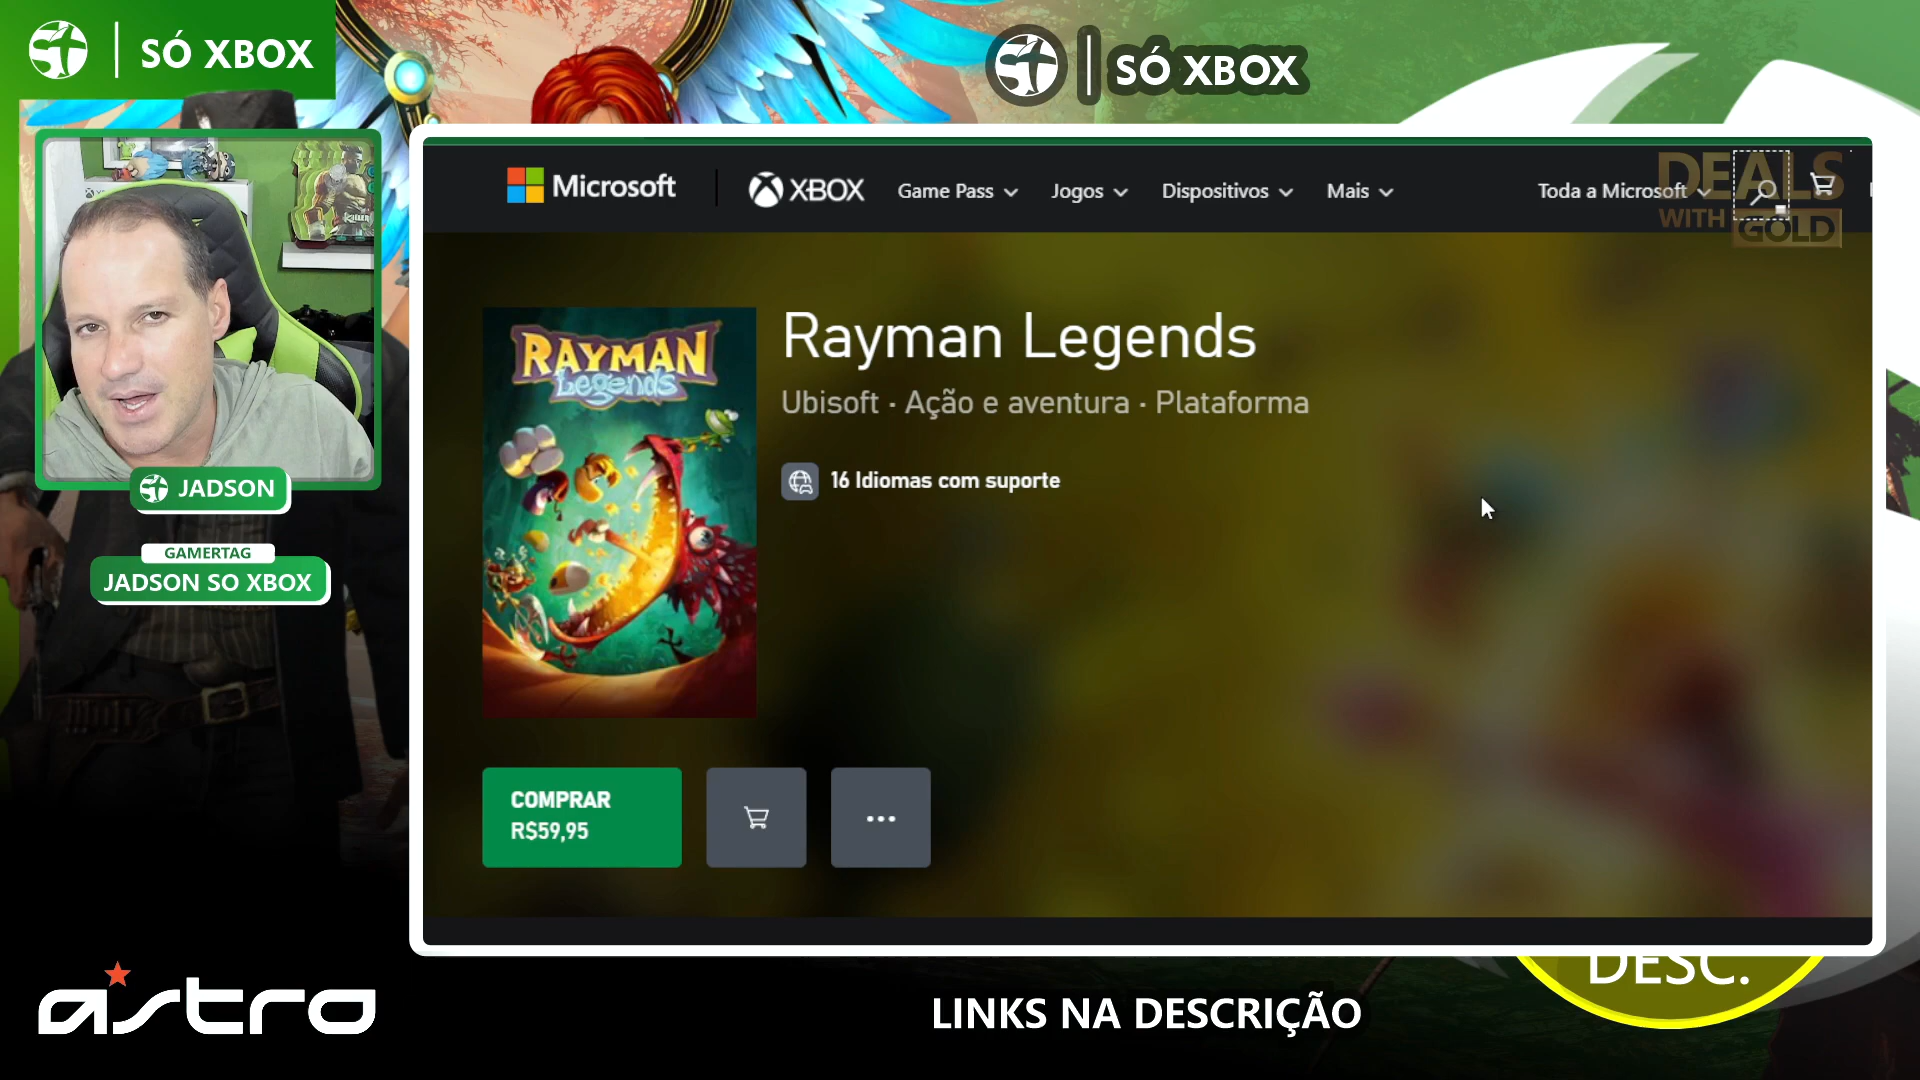 SÓ XBOX
SÓ XBOX
Microsoft
XBOX
Game Pass
Jogos
Dispositivos
Mais
Toda a Microsoft
DEALS
WITH GOLD
RAYMAN
Legends
Rayman Legends
Ubisoft · Ação e aventura · Plataforma
16 Idiomas com suporte
COMPRAR
R$59,95
JADSON
GAMERTAG
JADSON SO XBOX
astro
LINKS NA DESCRIÇÃO
DESC.